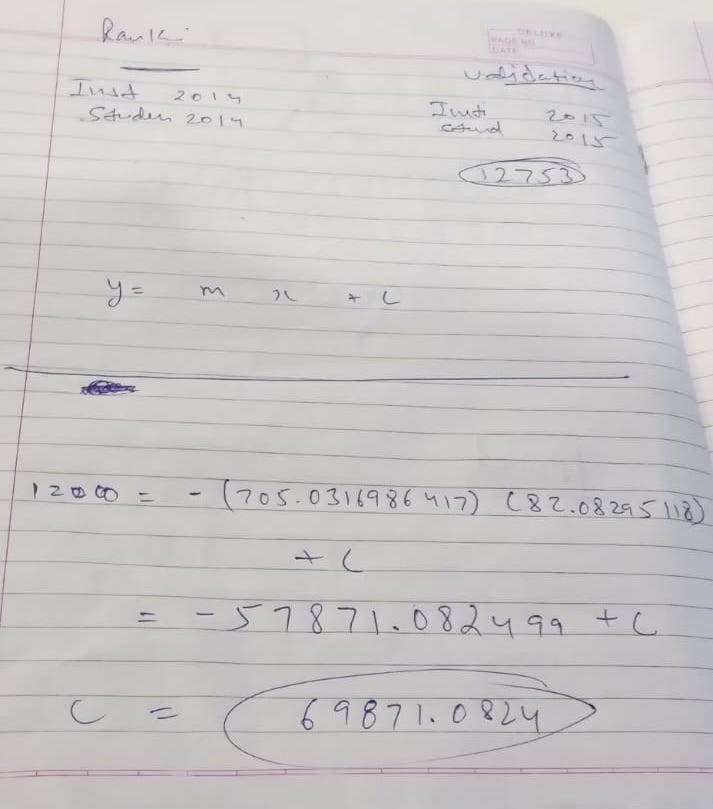 Rank
DELUXE
PAGE NO
DATE
validation
Inst 2014
Studen 2014
Insti 2015
Stud 2015
12753
y = m x + C
12000 = - (705.0316986417) (82.08295118)
+ C
= - 57871.082499 + C
C = 69871.0824